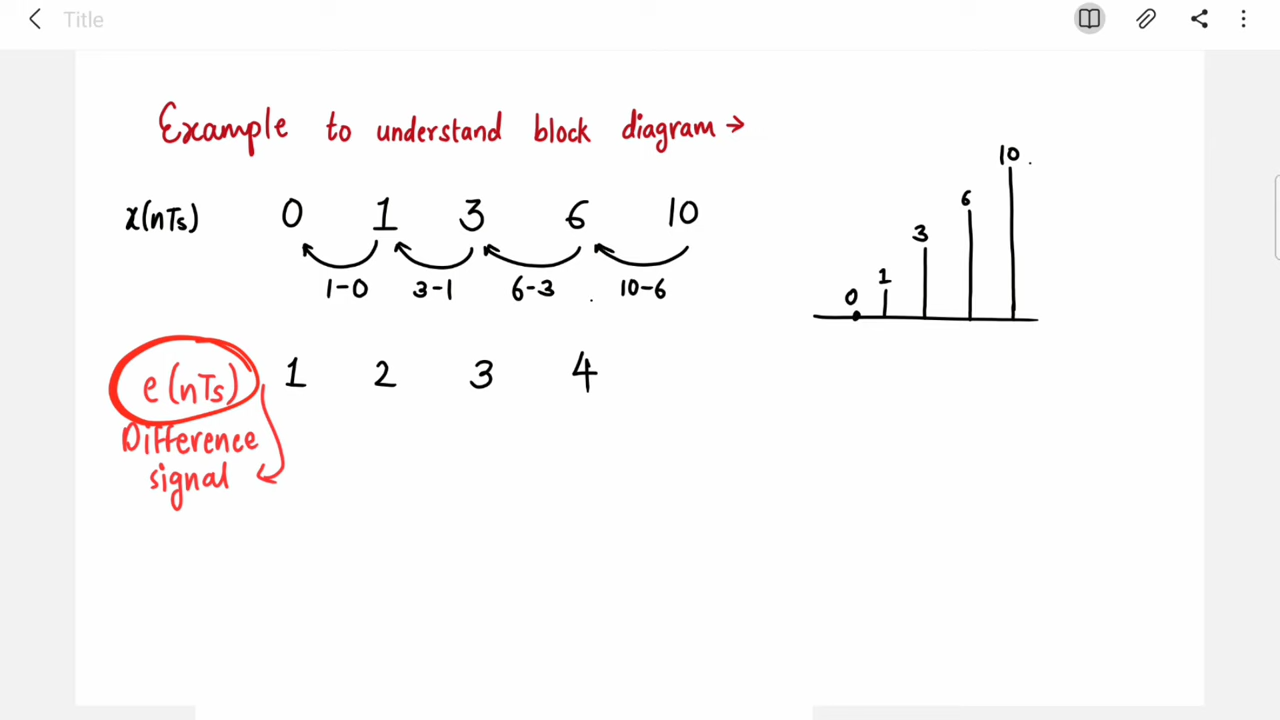 Title
Example to understand block diagram →
x(nTs) 0 1 3 6 10
1-0 3-1 6-3 10-6
e(nTs) 1 2 3 4
Difference
signal
0 1 3 6 10